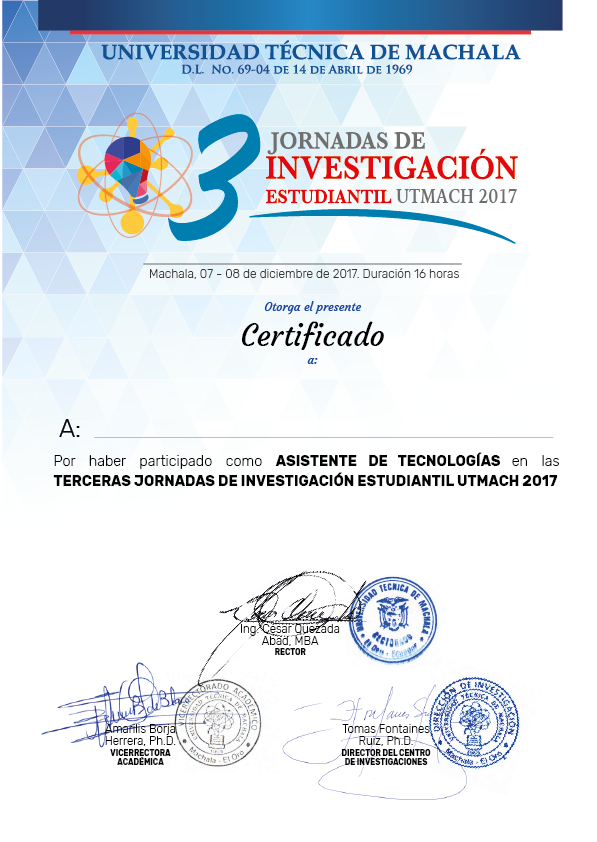 UNIVERSIDAD TÉCNICA DE MACHALA
D.L. No. 69-04 DE 14 DE ABRIL DE 1969
3
JORNADAS DE
INVESTIGACIÓN
ESTUDIANTIL UTMACH 2017
Machala, 07 - 08 de diciembre de 2017. Duración 16 horas
Otorga el presente
Certificado
a:
A:
Por haber participado como ASISTENTE DE TECNOLOGÍAS en las
TERCERAS JORNADAS DE INVESTIGACIÓN ESTUDIANTIL UTMACH 2017
UNIVERSIDAD TECNICA DE MACHALA
RECTORADO
El Oro - Ecuador
Ing. César Quezada
Abad, MBA
RECTOR
VICERRECTORADO ACADÉMICO
UNIVERSIDAD TECNICA DE MACHALA
1969
Machala - El Oro
Amarilis Borja
Herrera, Ph.D.
VICERRECTORA
ACADÉMICA
DIRECCIÓN DE INVESTIGACIÓN
UNIVERSIDAD TECNICA DE MACHALA
1969
Machala - El Oro
Tomas Fontaines
Ruiz, Ph.D.
DIRECTOR DEL CENTRO
DE INVESTIGACIONES